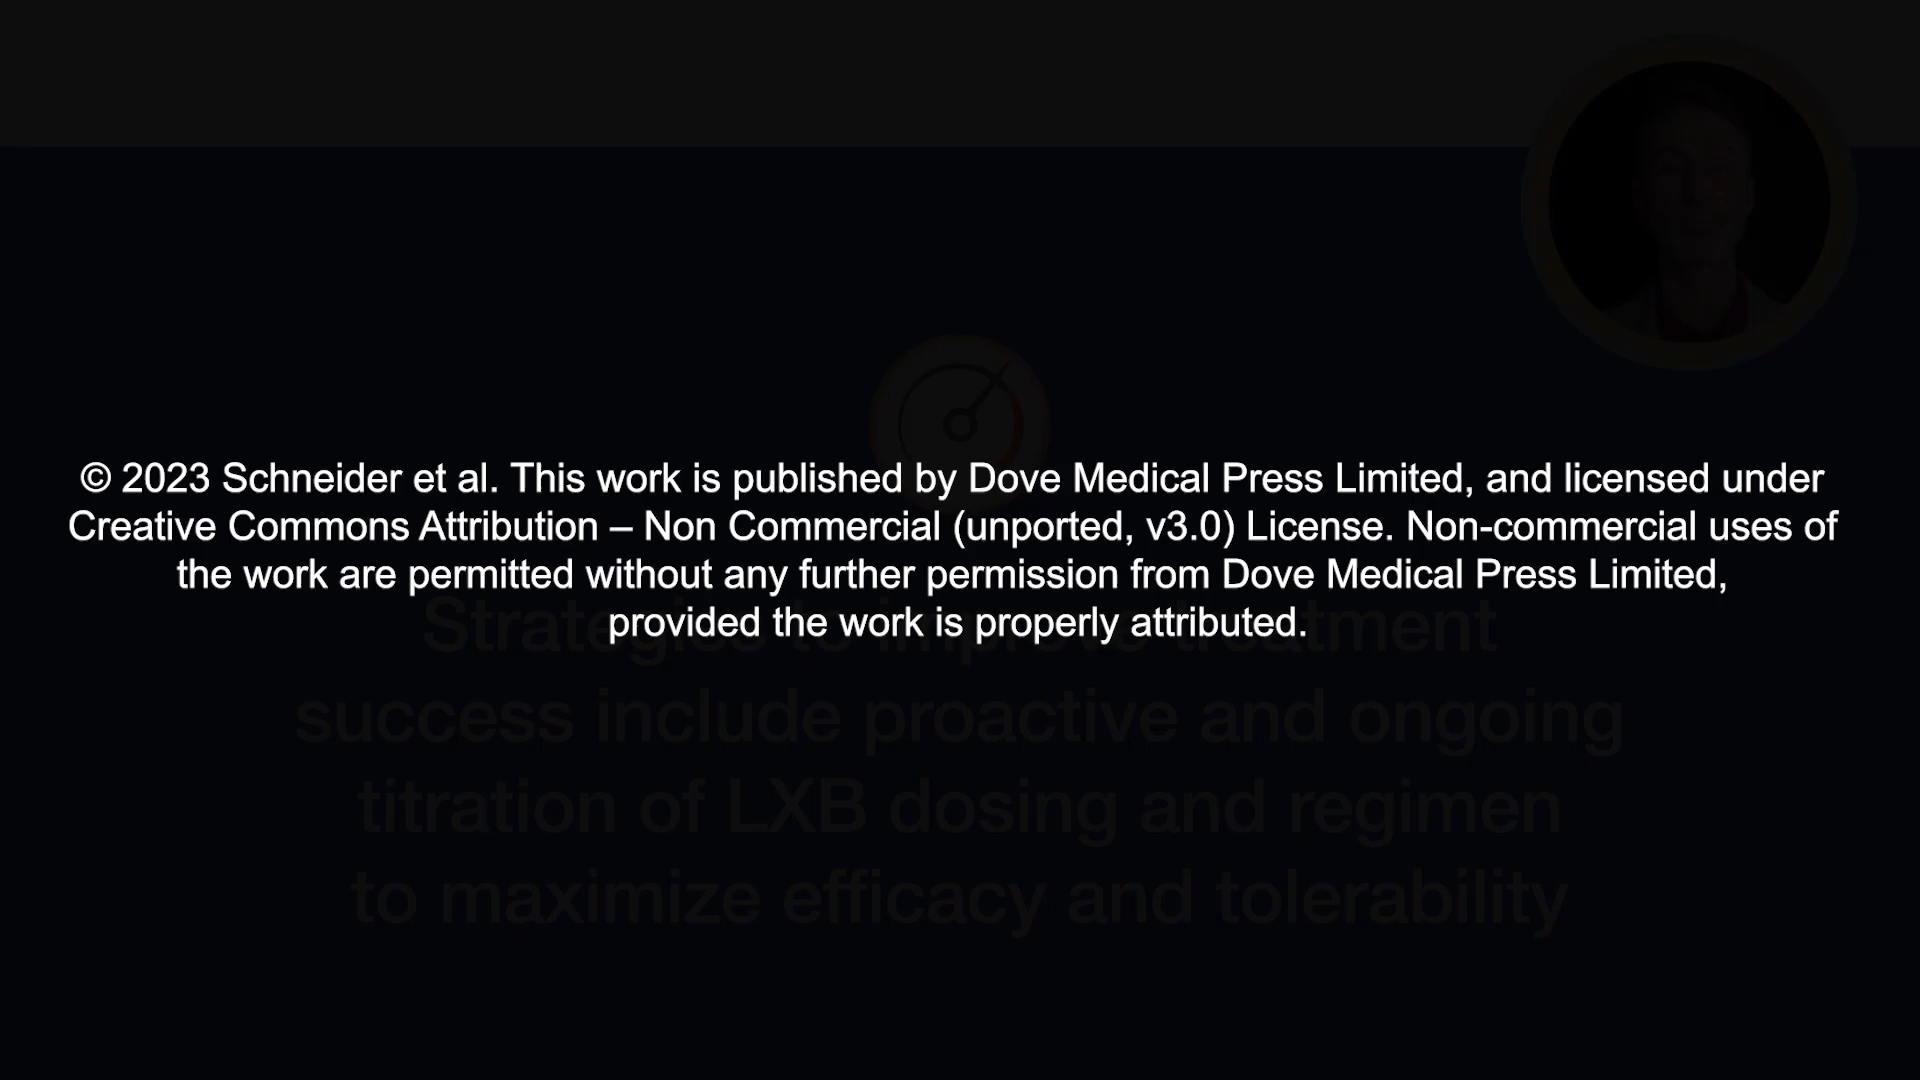 © 2023 Schneider et al. This work is published by Dove Medical Press Limited, and licensed under
Creative Commons Attribution – Non Commercial (unported, v3.0) License. Non-commercial uses of
the work are permitted without any further permission from Dove Medical Press Limited,
provided the work is properly attributed.
Strategies to improve treatment
success include proactive and ongoing
titration of LXB dosing and regimen
to maximize efficacy and tolerability